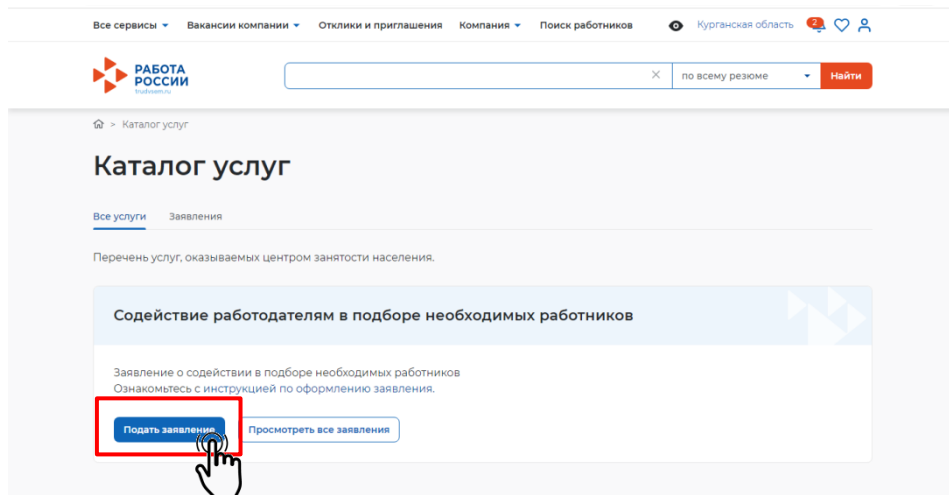 Все сервисы Вакансии компании Отклики и приглашения Компания Поиск работников Курганская область 2
РАБОТА
РОССИИ
trudvsem.ru
по всему резюме Найти
> Каталог услуг
Каталог услуг
Все услуги Заявления
Перечень услуг, оказываемых центром занятости населения.
Содействие работодателям в подборе необходимых работников
Заявление о содействии в подборе необходимых работников
Ознакомьтесь с инструкцией по оформлению заявления.
Подать заявление Просмотреть все заявления